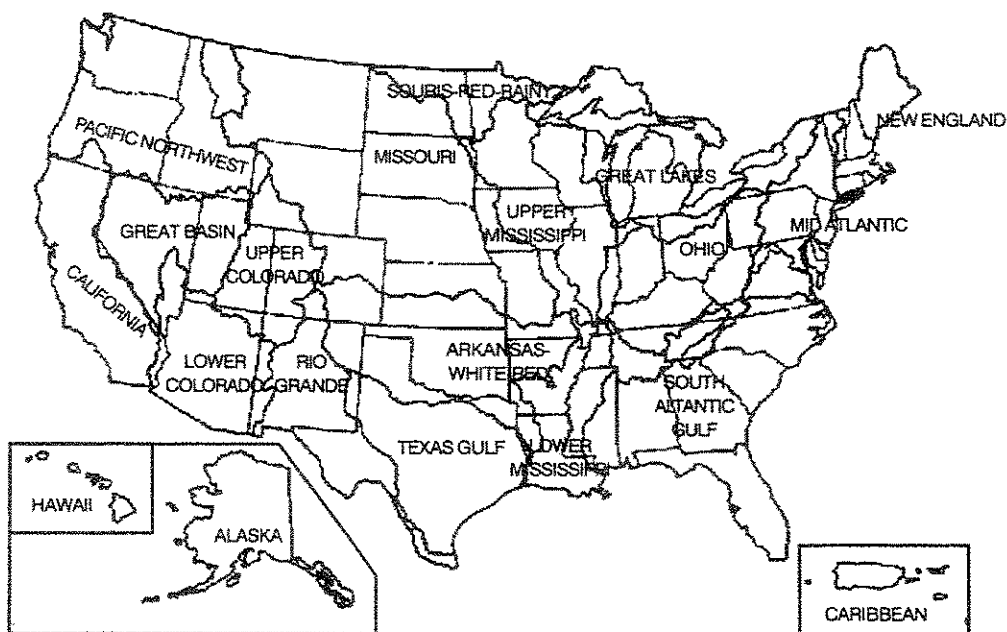 SOURIS-RED-RAINY
NEW ENGLAND
PACIFIC NORTHWEST
MISSOURI
GREAT LAKES
UPPER
MISSISSIPPI
MID ATLANTIC
GREAT BASIN
OHIO
UPPER
COLORADO
CALIFORNIA
ARKANSAS-
WHITE-RED
LOWER
COLORADO
RIO
GRANDE
SOUTH
ALTANTIC
GULF
TEXAS GULF
LOWER
MISSISSIPPI
HAWAII
ALASKA
CARIBBEAN